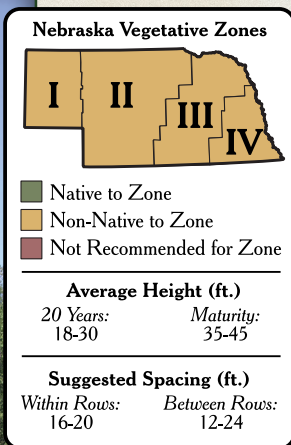 Nebraska Vegetative Zones
I II III IV
Native to Zone
Non-Native to Zone
Not Recommended for Zone
Average Height (ft.)
20 Years: Maturity:
18-30 35-45
Suggested Spacing (ft.)
Within Rows: Between Rows:
16-20 12-24